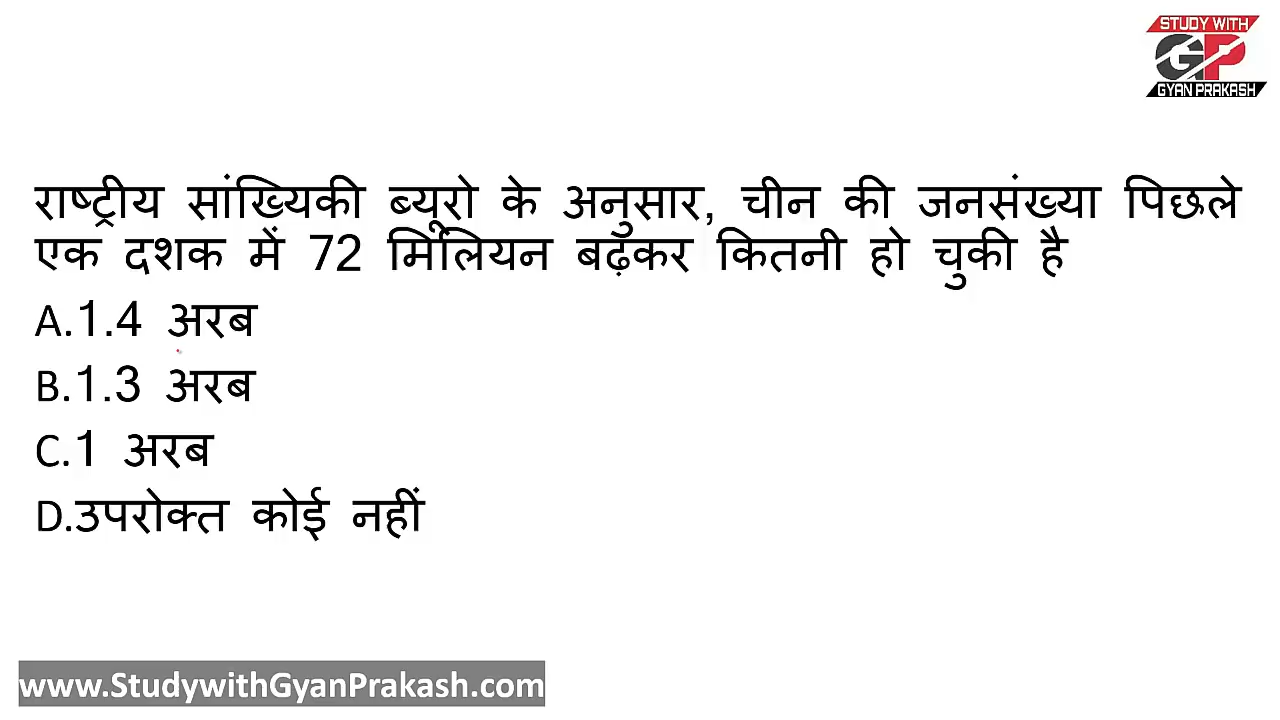 STUDY WITH
GP
GYAN PRAKASH
राष्ट्रीय सांख्यिकी ब्यूरो के अनुसार, चीन की जनसंख्या पिछले
एक दशक में 72 मिलियन बढ़कर कितनी हो चुकी है
A.1.4 अरब
B.1.3 अरब
C.1 अरब
D.उपरोक्त कोई नहीं
www.StudywithGyanPrakash.com